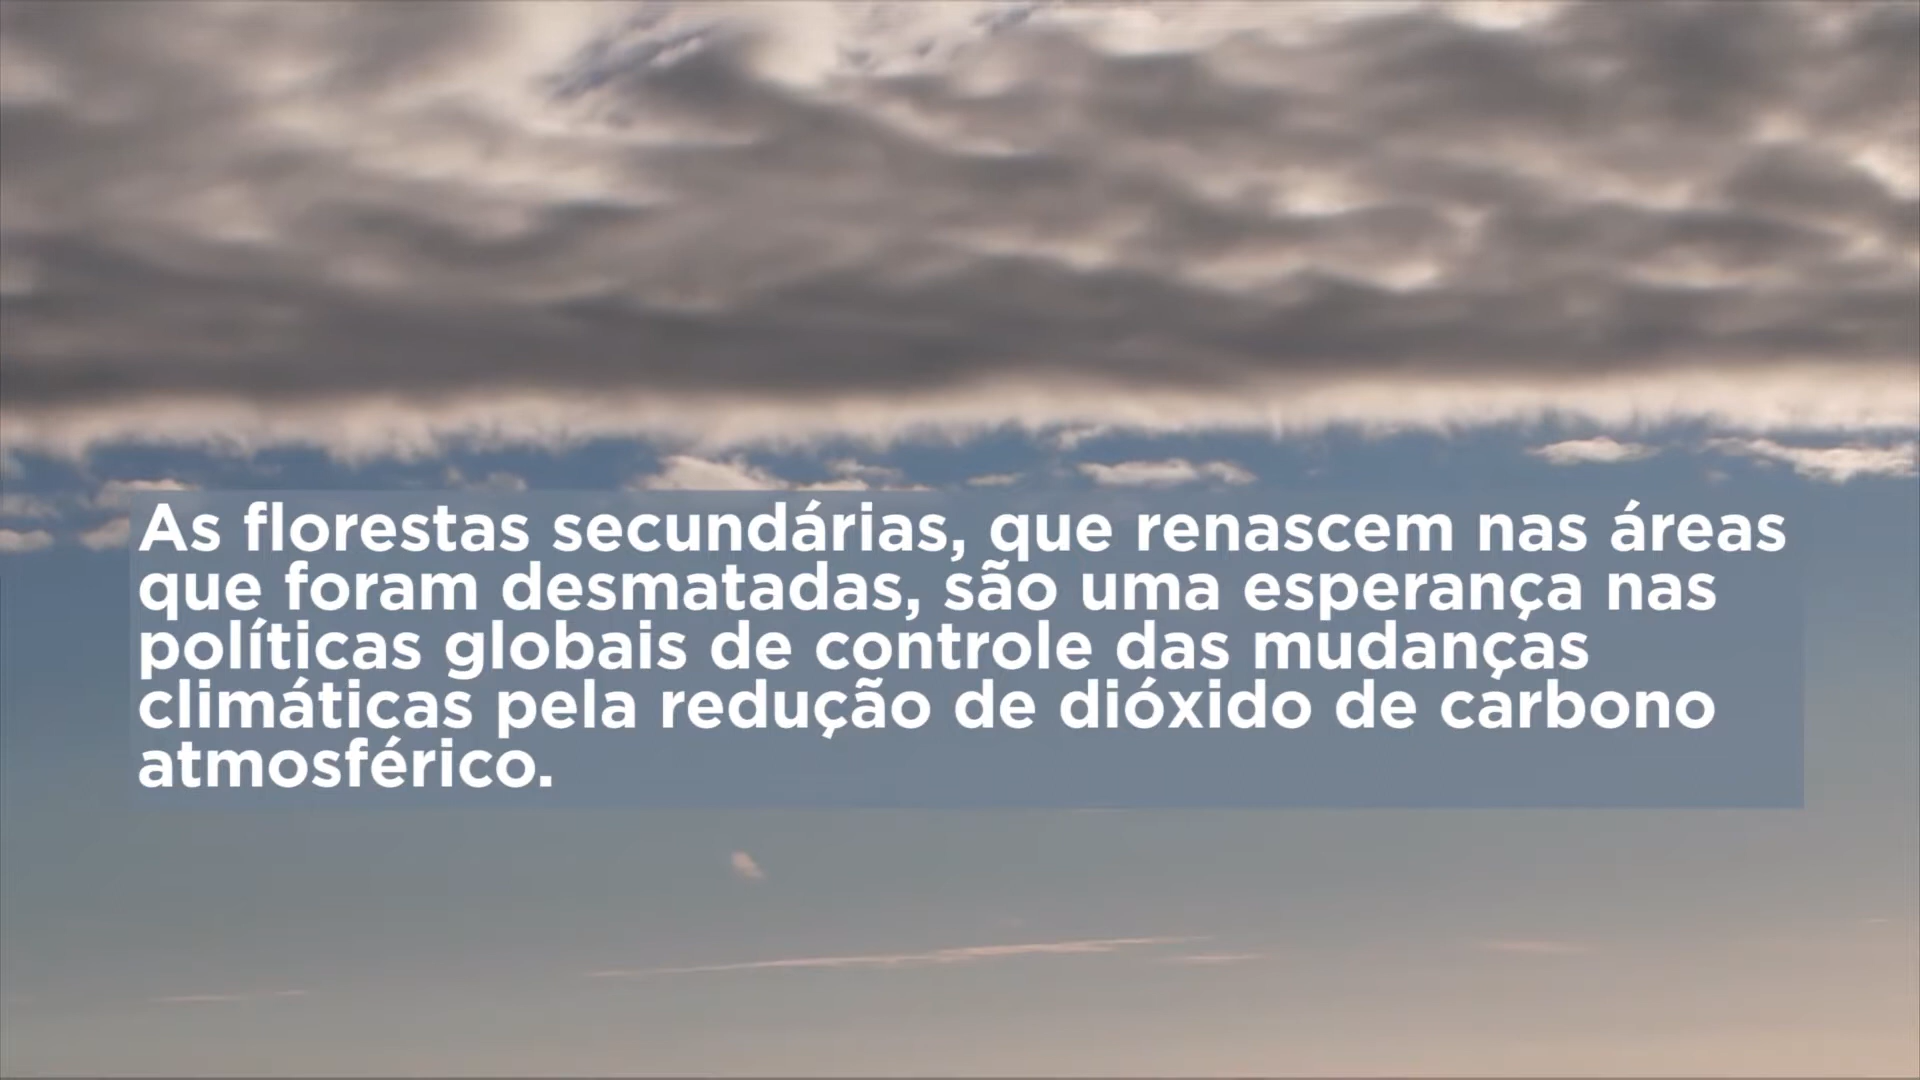 As florestas secundárias, que renascem nas áreas
que foram desmatadas, são uma esperança nas
políticas globais de controle das mudanças
climáticas pela redução de dióxido de carbono
atmosférico.